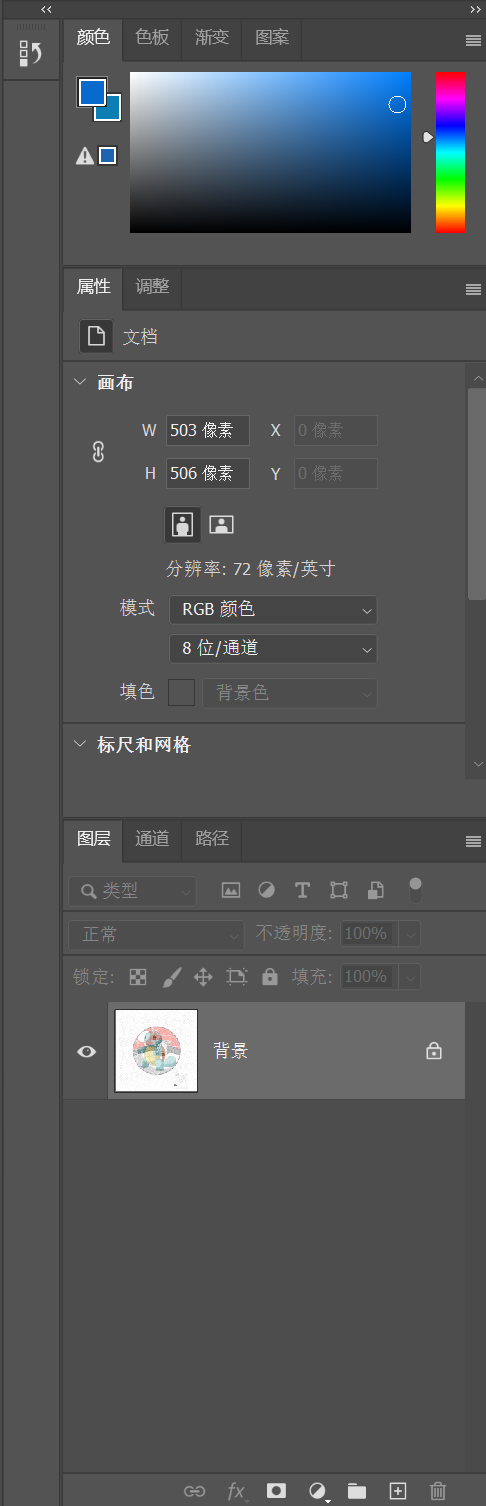 颜色 色板 渐变 图案
属性 调整
文档
画布
W 503 像素 X 0 像素
H 506 像素 Y 0 像素
分辨率: 72 像素/英寸
模式 RGB 颜色
8 位/通道
填色 背景色
标尺和网格
图层 通道 路径
类型
正常 不透明度: 100%
锁定: 填充: 100%
背景
fx